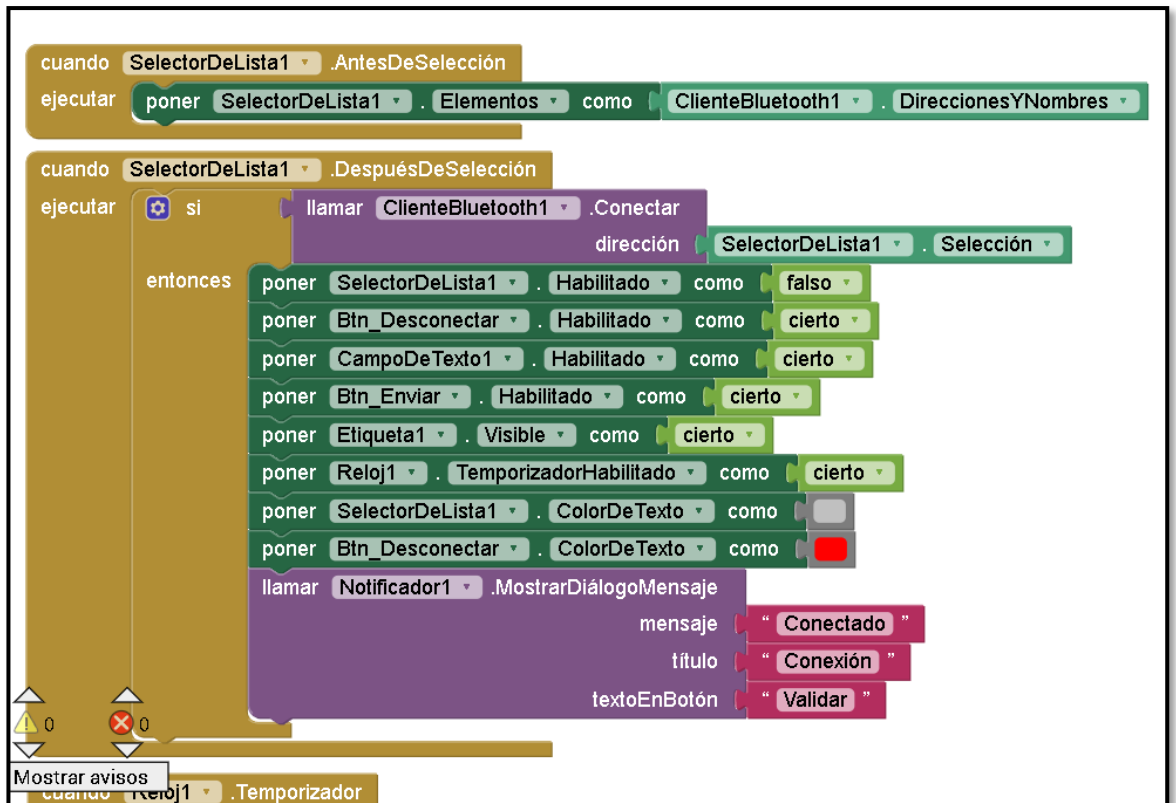 cuando SelectorDeLista1 .AntesDeSelección
ejecutar poner SelectorDeLista1 . Elementos como ClienteBluetooth1 . DireccionesYNombres
cuando SelectorDeLista1 .DespuésDeSelección
ejecutar si llamar ClienteBluetooth1 .Conectar
dirección SelectorDeLista1 . Selección
entonces poner SelectorDeLista1 . Habilitado como falso
poner Btn_Desconectar . Habilitado como cierto
poner CampoDeTexto1 . Habilitado como cierto
poner Btn_Enviar . Habilitado como cierto
poner Etiqueta1 . Visible como cierto
poner Reloj1 . TemporizadorHabilitado como cierto
poner SelectorDeLista1 . ColorDeTexto como
poner Btn_Desconectar . ColorDeTexto como
llamar Notificador1 .MostrarDiálogoMensaje
mensaje “ Conectado ”
título “ Conexión ”
textoEnBotón “ Validar ”
0 0
Mostrar avisos
cuando Reloj1 .Temporizador